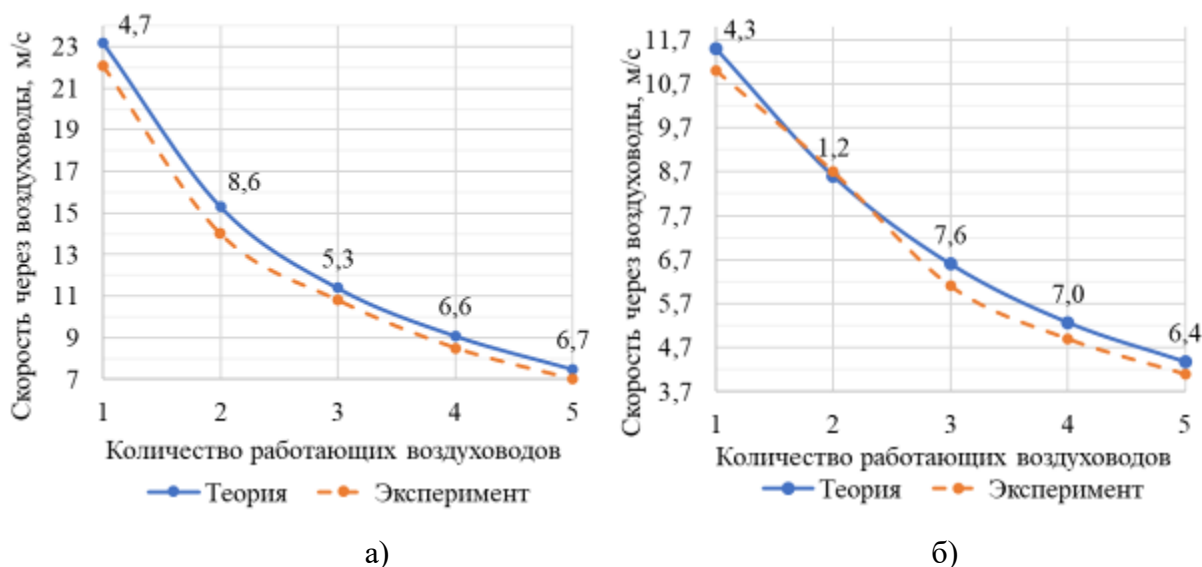 Скорость через воздуховоды, м/с
23
21
19
17
15
13
11
9
7
4,7
8,6
5,3
6,6
6,7
1 2 3 4 5
Количество работающих воздуховодов
Теория Эксперимент
а)
Скорость через воздуховоды, м/с
11,7
10,7
9,7
8,7
7,7
6,7
5,7
4,7
3,7
4,3
1,2
7,6
7,0
6,4
1 2 3 4 5
Количество работающих воздуховодов
Теория Эксперимент
б)